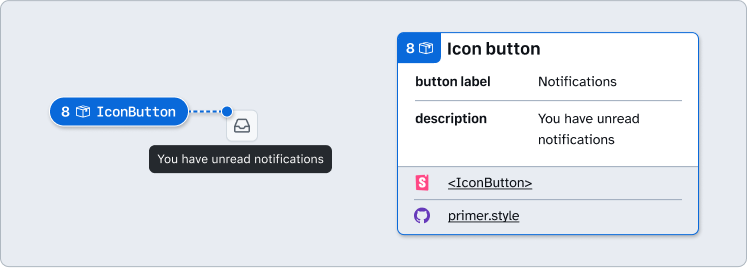 8 IconButton
You have unread notifications
8 Icon button
button label Notifications
description You have unread
notifications
<IconButton>
primer.style